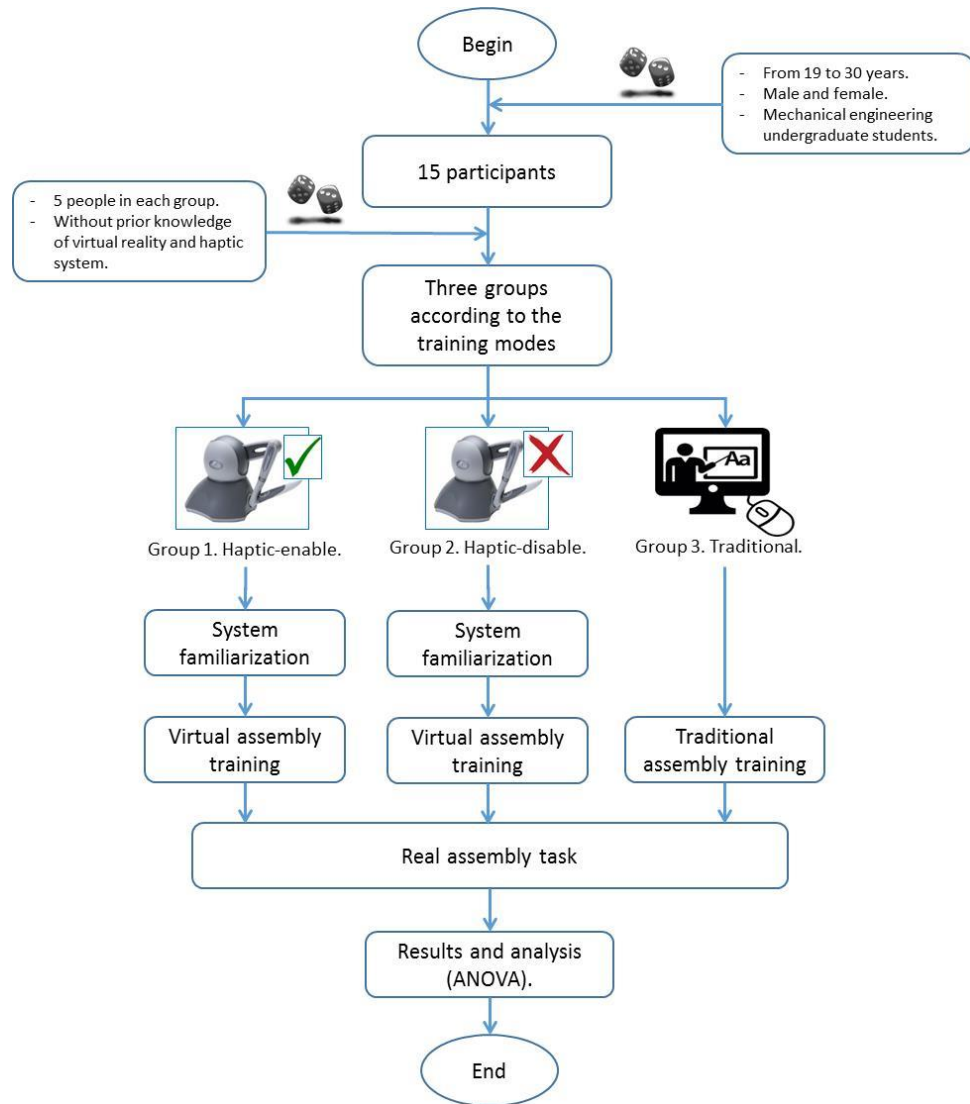 Begin
- From 19 to 30 years.
- Male and female.
- Mechanical engineering
undergraduate students.
15 participants
- 5 people in each group.
- Without prior knowledge
of virtual reality and haptic
system.
Three groups
according to the
training modes
Aa
Group 1. Haptic-enable.
Group 2. Haptic-disable.
Group 3. Traditional.
System
familiarization
System
familiarization
Virtual assembly
training
Virtual assembly
training
Traditional
assembly training
Real assembly task
Results and analysis
(ANOVA).
End